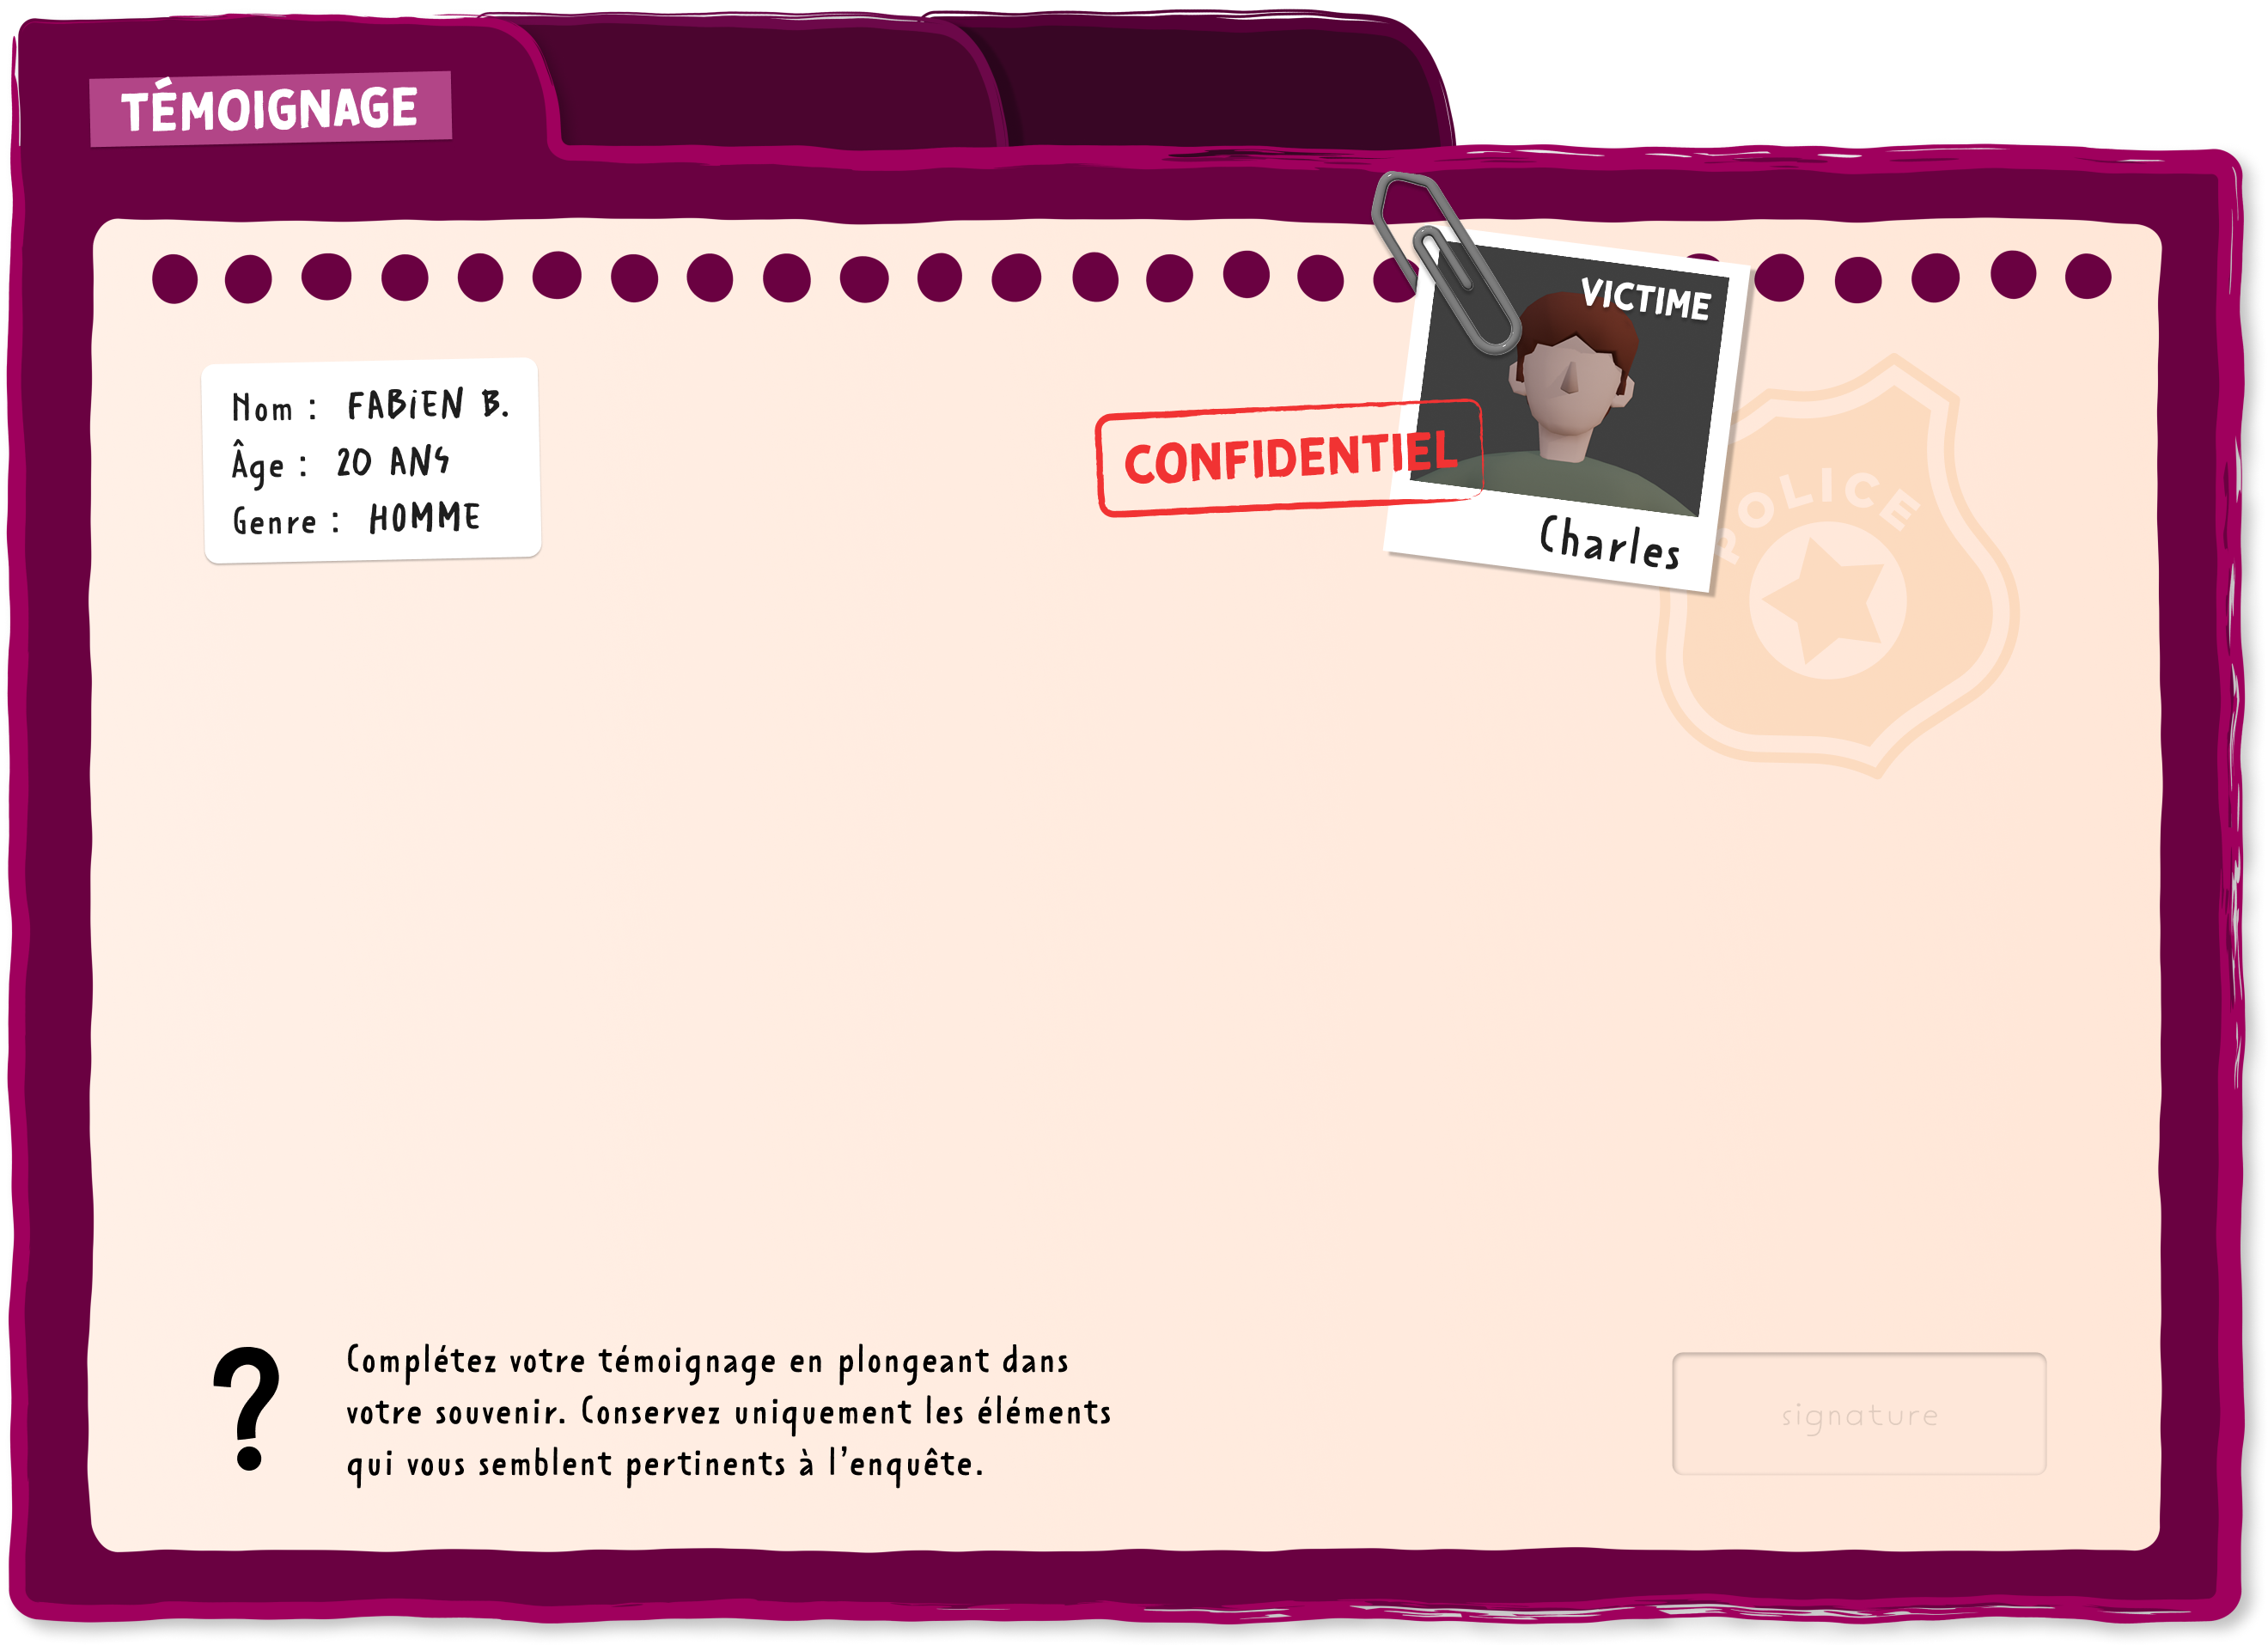 TÉMOIGNAGE
VICTIME
Nom : FABiEN B.
Âge : 20 ANS
Genre : HOMME
CONFIDENTIEL
Charles
POLICE
Complétez votre témoignage en plongeant dans
votre souvenir. Conservez uniquement les éléments
qui vous semblent pertinents à l'enquête.
signature